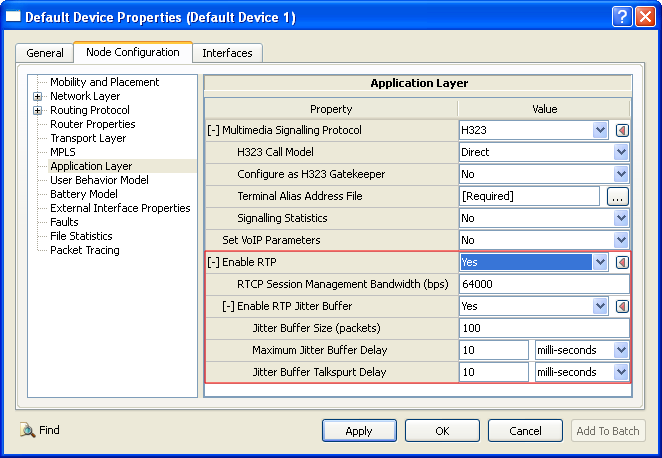 Default Device Properties (Default Device 1)
General Node Configuration Interfaces
Mobility and Placement
Network Layer
Routing Protocol
Router Properties
Transport Layer
MPLS
Application Layer
User Behavior Model
Battery Model
External Interface Properties
Faults
File Statistics
Packet Tracing
Application Layer
Property Value
[-] Multimedia Signalling Protocol H323
H323 Call Model Direct
Configure as H323 Gatekeeper No
Terminal Alias Address File [Required] ...
Signalling Statistics No
Set VoIP Parameters No
[-] Enable RTP Yes
RTCP Session Management Bandwidth (bps) 64000
[-] Enable RTP Jitter Buffer Yes
Jitter Buffer Size (packets) 100
Maximum Jitter Buffer Delay 10 milli-seconds
Jitter Buffer Talkspurt Delay 10 milli-seconds
Find Apply OK Cancel Add To Batch